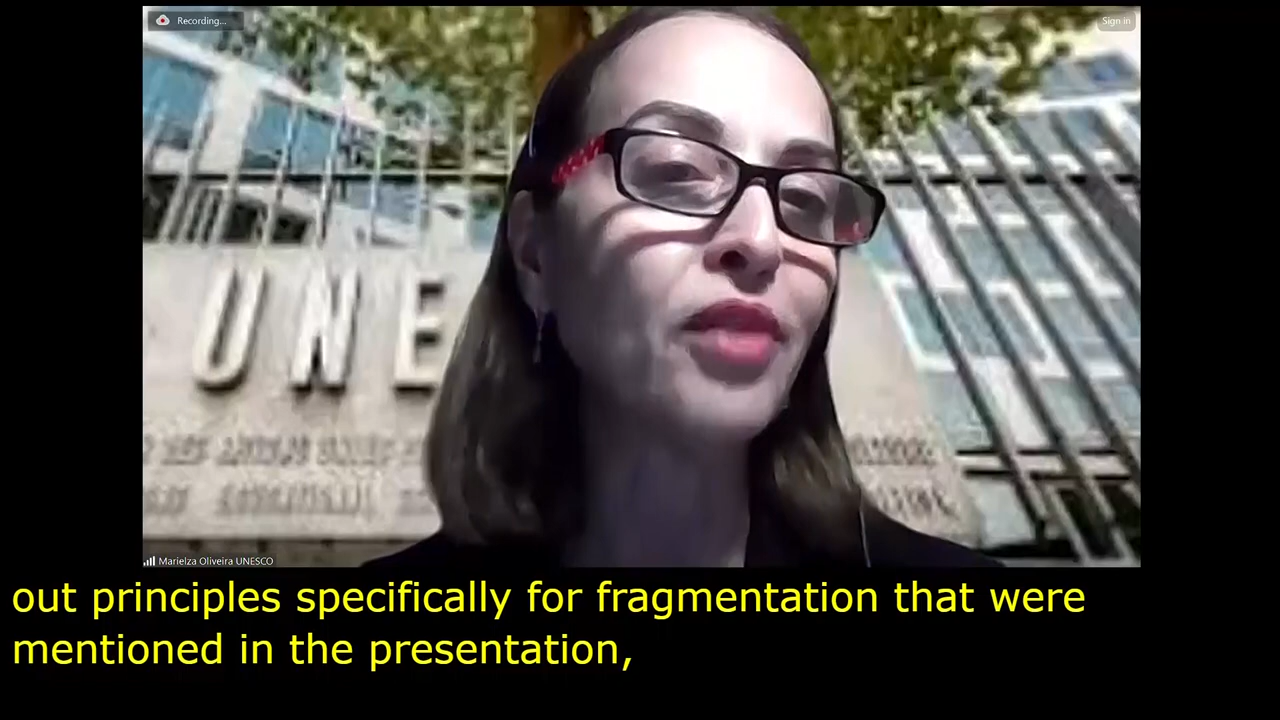 Recording...
Sign in
UNE
Marielza Oliveira UNESCO
out principles specifically for fragmentation that were
mentioned in the presentation,